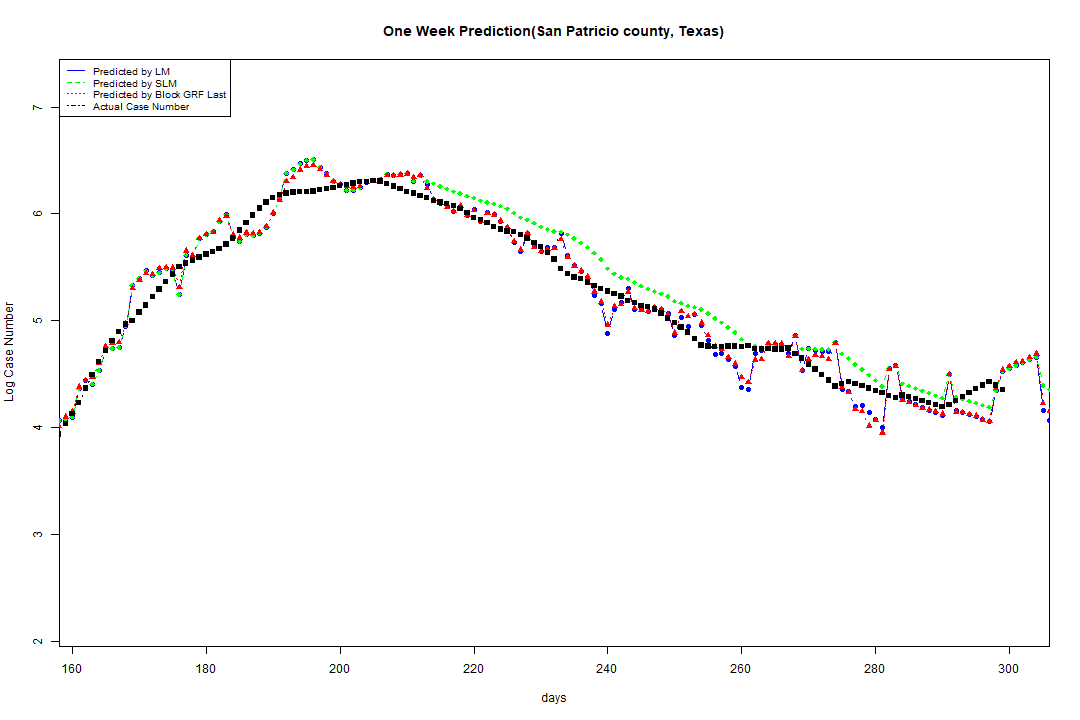 One Week Prediction(San Patricio county, Texas)
Predicted by LM
Predicted by SLM
Predicted by Block GRF Last
Actual Case Number
7
6
5
4
3
2
Log Case Number
160 180 200 220 240 260 280 300
days